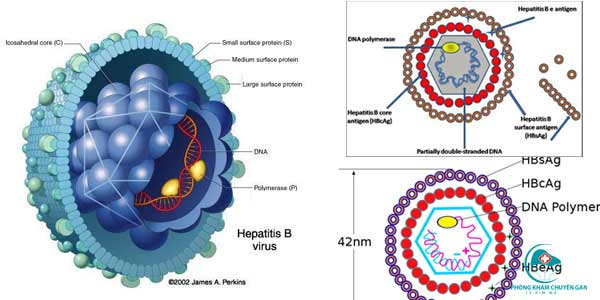 Icosahedral core (C)
Small surface protein (S)
Medium surface protein
Large surface protein
DNA
Polymerase (P)
Hepatitis B
virus
©2002 James A. Perkins
Hepatitis B e antigen
DNA polymerase
Hepatitis B core
antigen (HBcAg)
Hepatitis B
surface antigen
(HBsAg)
Partially double-stranded DNA
HBsAg
HBcAg
DNA Polymer
42nm
HBeAg
PHÒNG KHÁM CHUYÊN GAN